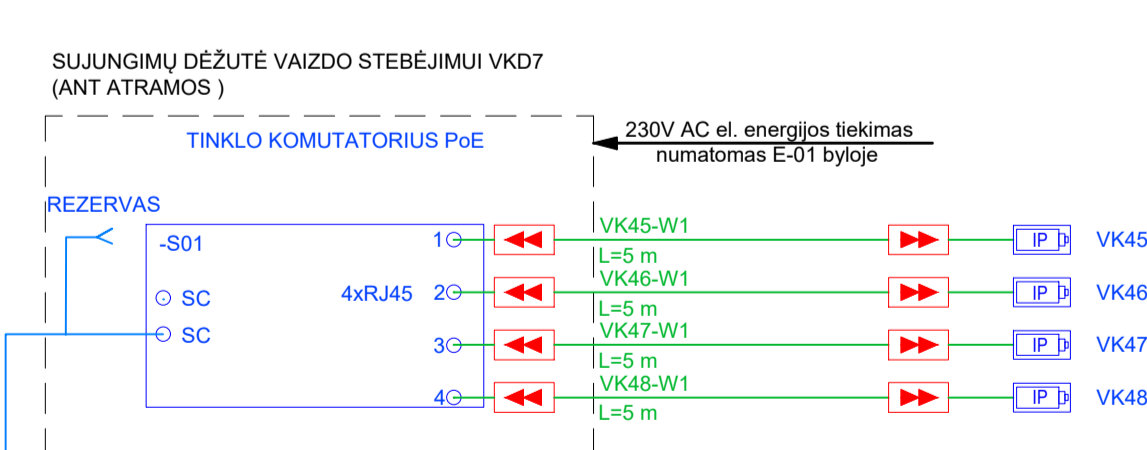 SUJUNGIMŲ DĖŽUTĖ VAIZDO STEBĖJIMUI VKD7
(ANT ATRAMOS )
TINKLO KOMUTATORIUS PoE
230V AC el. energijos tiekimas
numatomas E-01 byloje
REZERVAS
-S01
SC
SC
4xRJ45
1
VK45-W1
L=5 m
IP
VK45
2
VK46-W1
L=5 m
IP
VK46
3
VK47-W1
L=5 m
IP
VK47
4
VK48-W1
L=5 m
IP
VK48